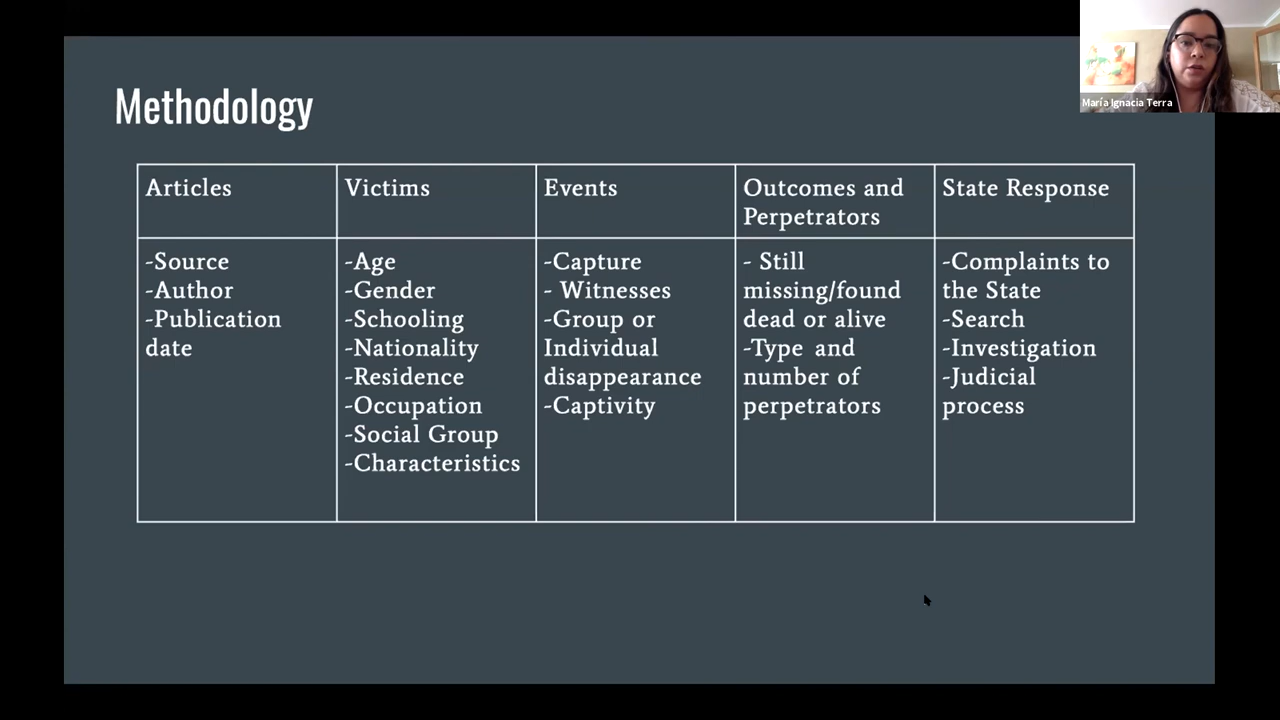 María Ignacia Terra
Methodology
Articles
-Source
-Author
-Publication
date
Victims
-Age
-Gender
-Schooling
-Nationality
-Residence
-Occupation
-Social Group
-Characteristics
Events
-Capture
- Witnesses
-Group or
Individual
disappearance
-Captivity
Outcomes and
Perpetrators
- Still
missing/found
dead or alive
-Type and
number of
perpetrators
State Response
-Complaints to
the State
-Search
-Investigation
-Judicial
process